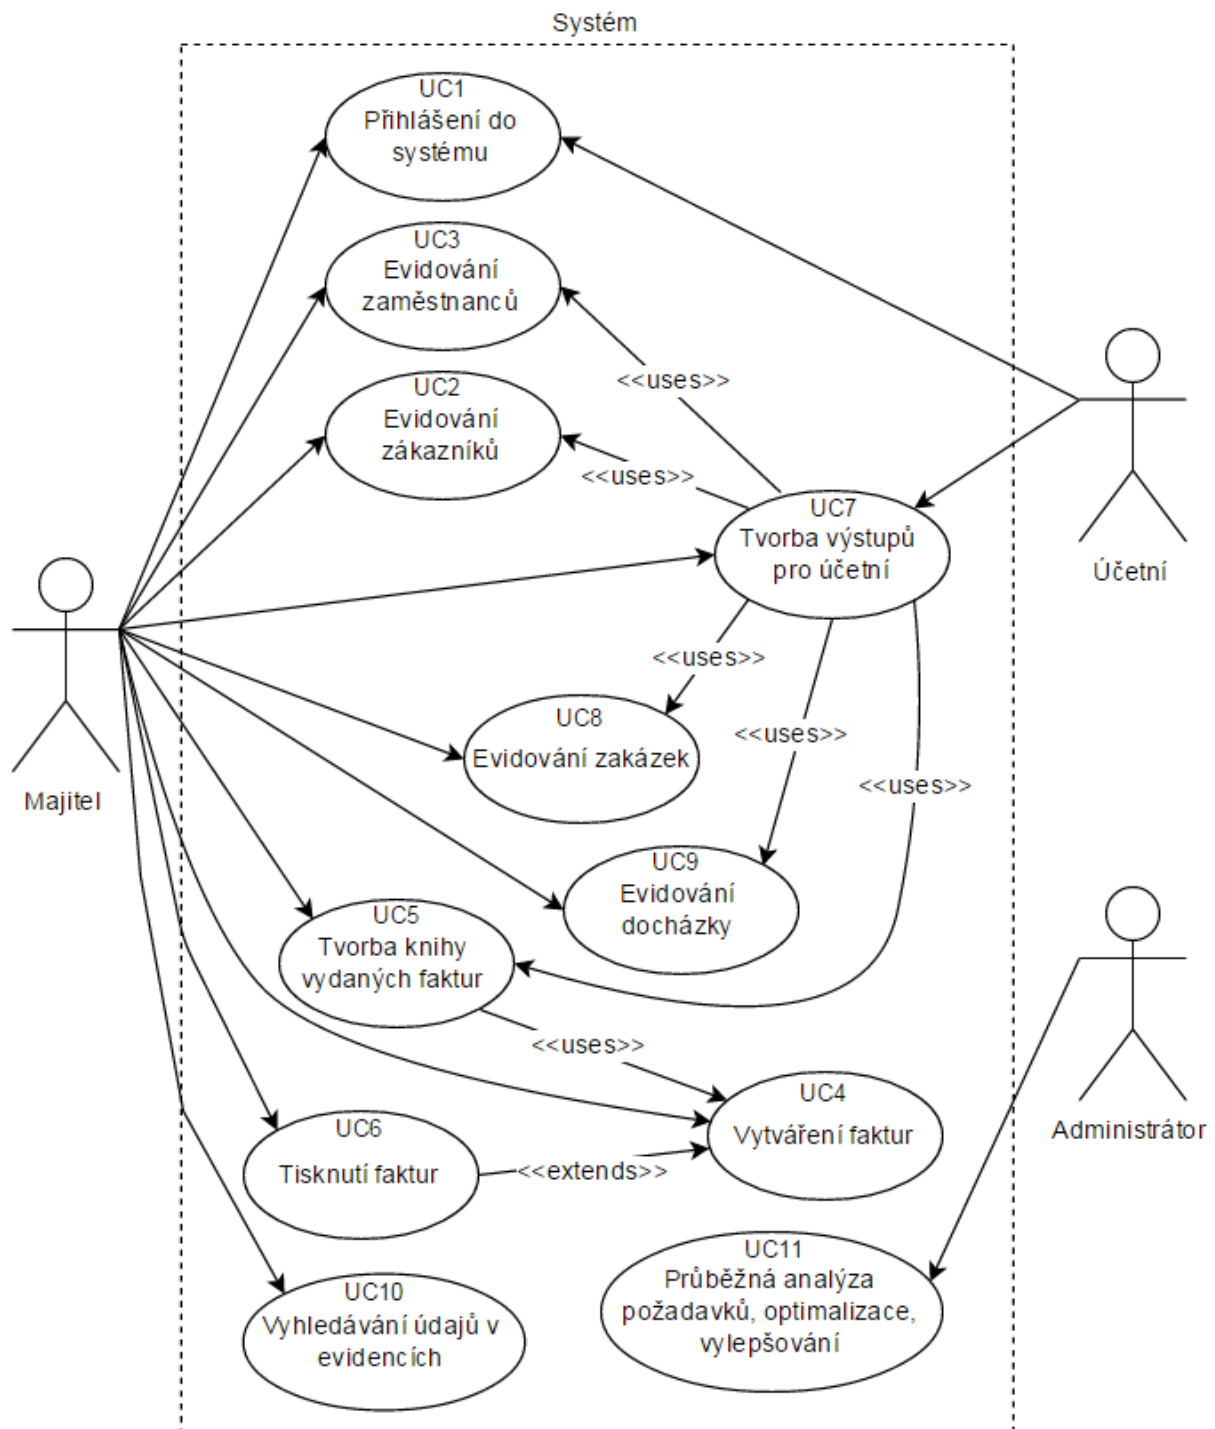 Systém
UC1
Přihlášení do
systému
UC3
Evidování
zaměstnanců
<<uses>>
UC2
Evidování
zákazníků
<<uses>>
UC7
Tvorba výstupů
pro účetní
Účetní
<<uses>>
UC8
Evidování zakázek
<<uses>>
<<uses>>
Majitel
UC9
Evidování
docházky
UC5
Tvorba knihy
vydaných faktur
<<uses>>
UC4
Vytváření faktur
Administrátor
UC6
Tisknutí faktur
<<extends>>
UC11
Průběžná analýza
požadavků, optimalizace,
vylepšování
UC10
Vyhledávání údajů v
evidencích